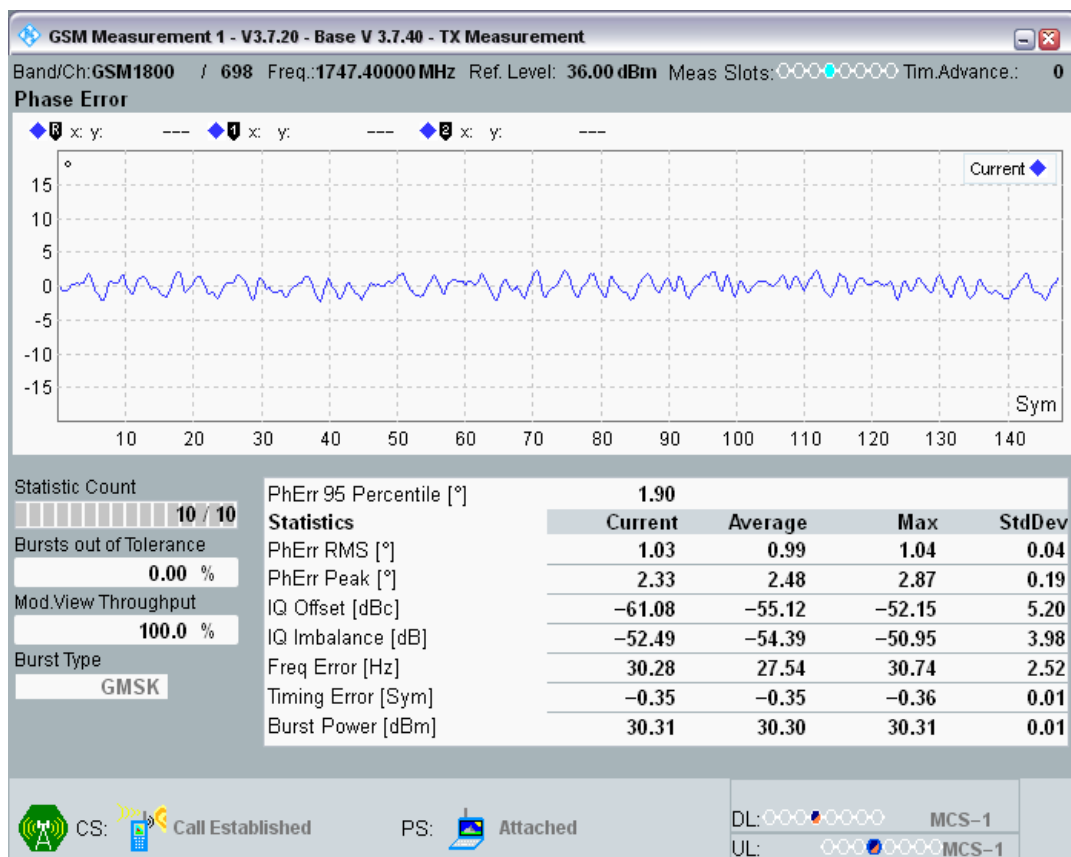 GSM Measurement 1 - V3.7.20 - Base V 3.7.40 - TX Measurement
Band/Ch:GSM1800 / 698 Freq.:1747.40000 MHz Ref. Level: 36.00 dBm Meas Slots: Tim.Advance.: 0
Phase Error
R x: y: --- 1 x: y: --- 2 x: y: ---
°
Current
15
10
5
0
-5
-10
-15
Sym
10 20 30 40 50 60 70 80 90 100 110 120 130 140
Statistic Count
10 / 10
Bursts out of Tolerance
0.00 %
Mod.View Throughput
100.0 %
Burst Type
GMSK
PhErr 95 Percentile [°] 1.90
Statistics Current Average Max StdDev
PhErr RMS [°] 1.03 0.99 1.04 0.04
PhErr Peak [°] 2.33 2.48 2.87 0.19
IQ Offset [dBc] −61.08 −55.12 −52.15 5.20
IQ Imbalance [dB] −52.49 −54.39 −50.95 3.98
Freq Error [Hz] 30.28 27.54 30.74 2.52
Timing Error [Sym] −0.35 −0.35 −0.36 0.01
Burst Power [dBm] 30.31 30.30 30.31 0.01
CS: Call Established PS: Attached
DL: MCS−1
UL: MCS−1